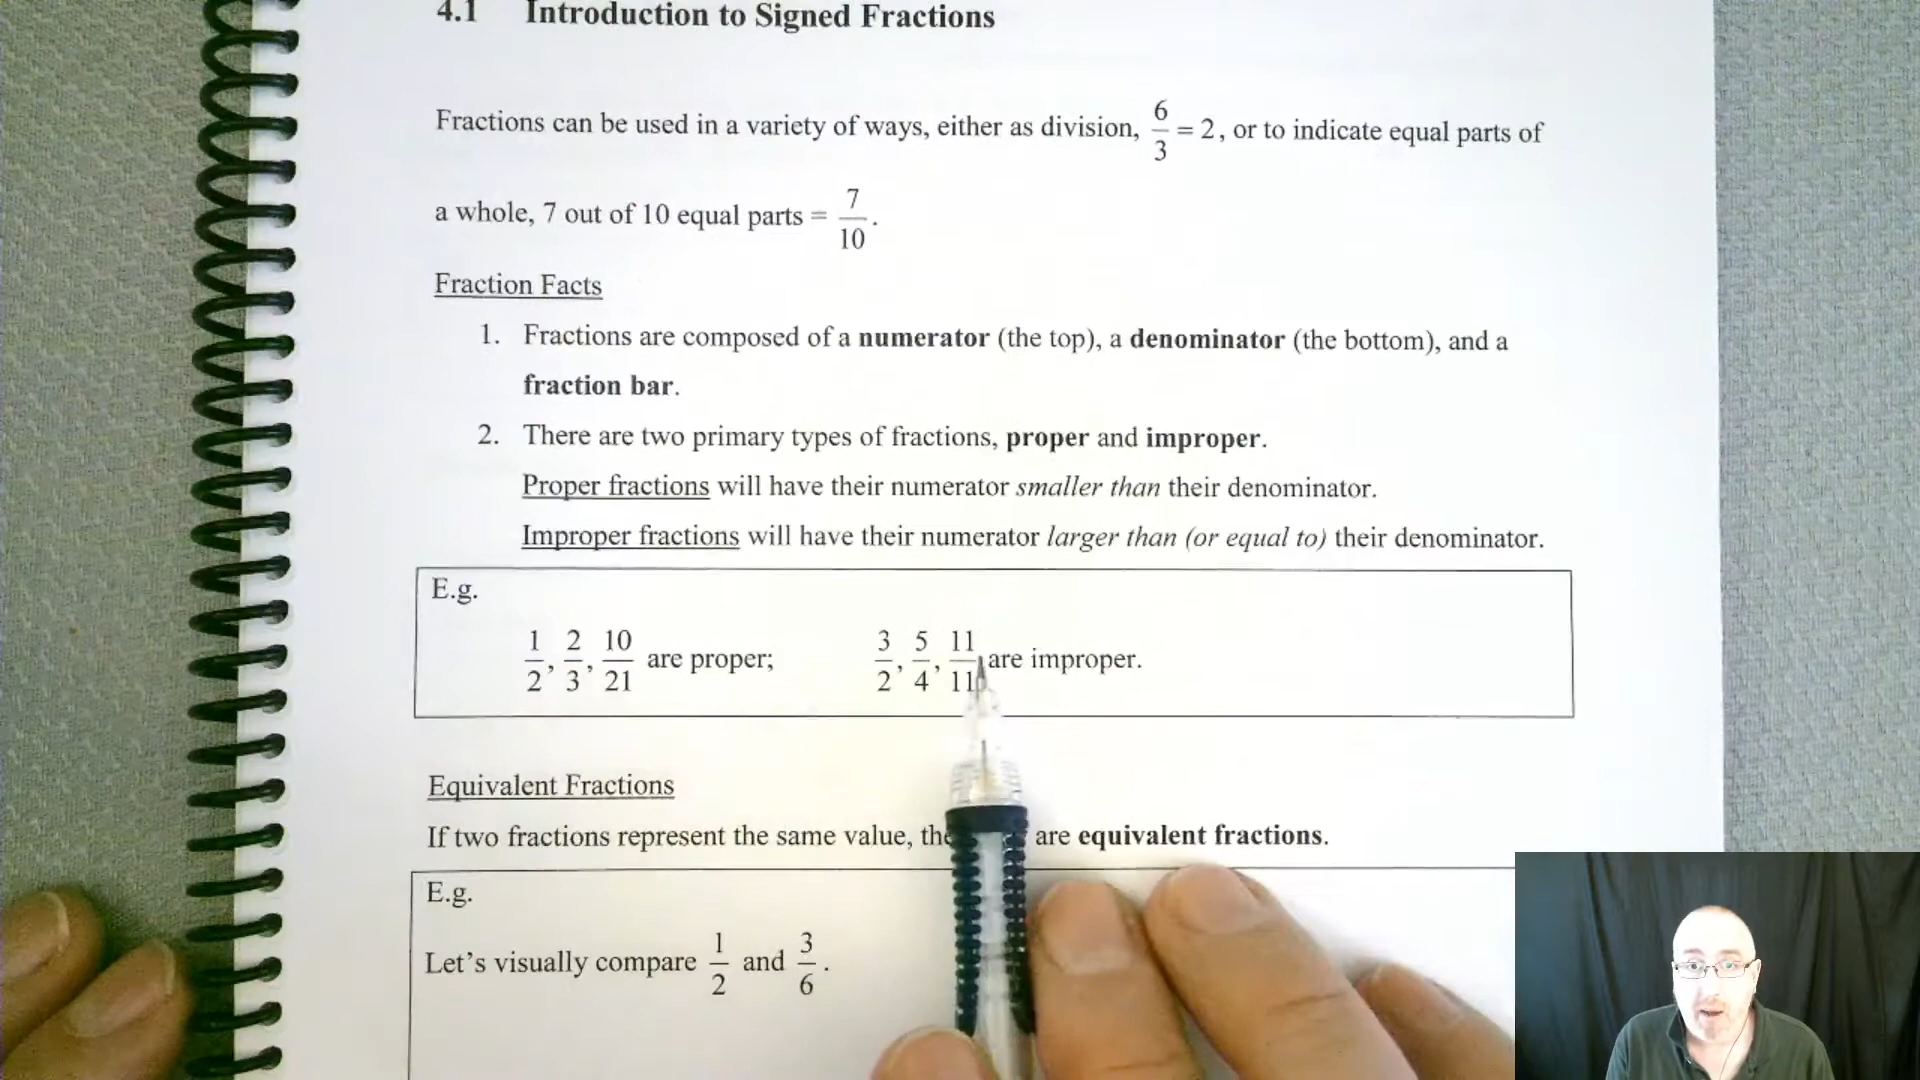 4.1 Introduction to Signed Fractions
Fractions can be used in a variety of ways, either as division, 6/3 = 2, or to indicate equal parts of
a whole, 7 out of 10 equal parts = 7/10.
Fraction Facts
1. Fractions are composed of a numerator (the top), a denominator (the bottom), and a
fraction bar.
2. There are two primary types of fractions, proper and improper.
Proper fractions will have their numerator smaller than their denominator.
Improper fractions will have their numerator larger than (or equal to) their denominator.
E.g.
1/2, 2/3, 10/21 are proper; 3/2, 5/4, 11/11 are improper.
Equivalent Fractions
If two fractions represent the same value, are equivalent fractions.
E.g.
Let's visually compare 1/2 and 3/6.